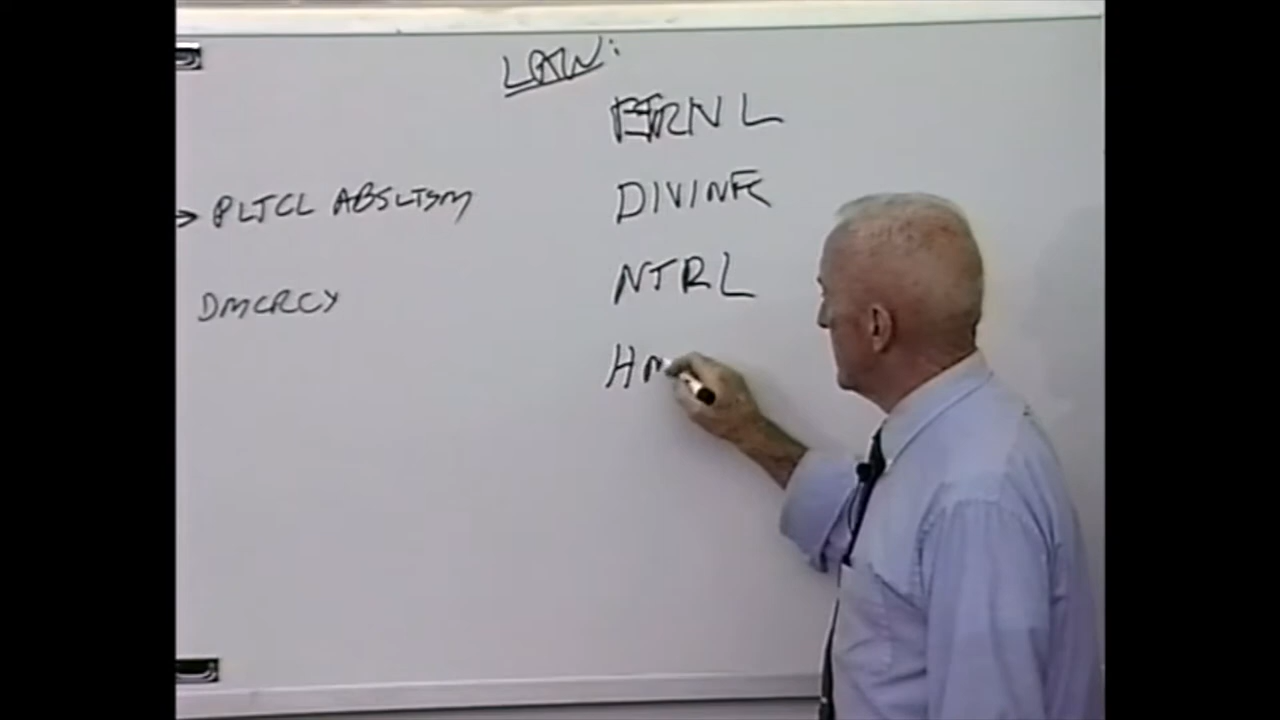 LAW:
ETRNL
DIVINE
NTRL
HM
→ PLTCL ABSLTSM
DMCRCY